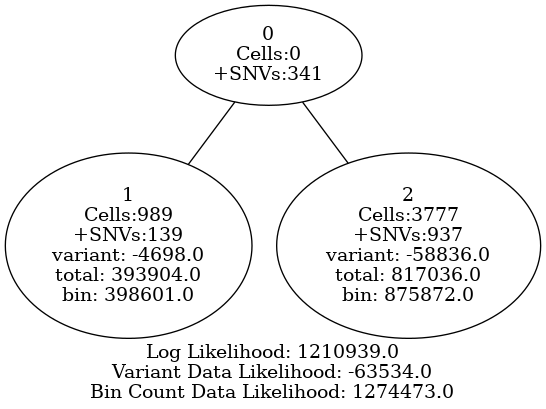 0
Cells:0
+SNVs:341
1
Cells:989
+SNVs:139
variant: -4698.0
total: 393904.0
bin: 398601.0
2
Cells:3777
+SNVs:937
variant: -58836.0
total: 817036.0
bin: 875872.0
Log Likelihood: 1210939.0
Variant Data Likelihood: -63534.0
Bin Count Data Likelihood: 1274473.0